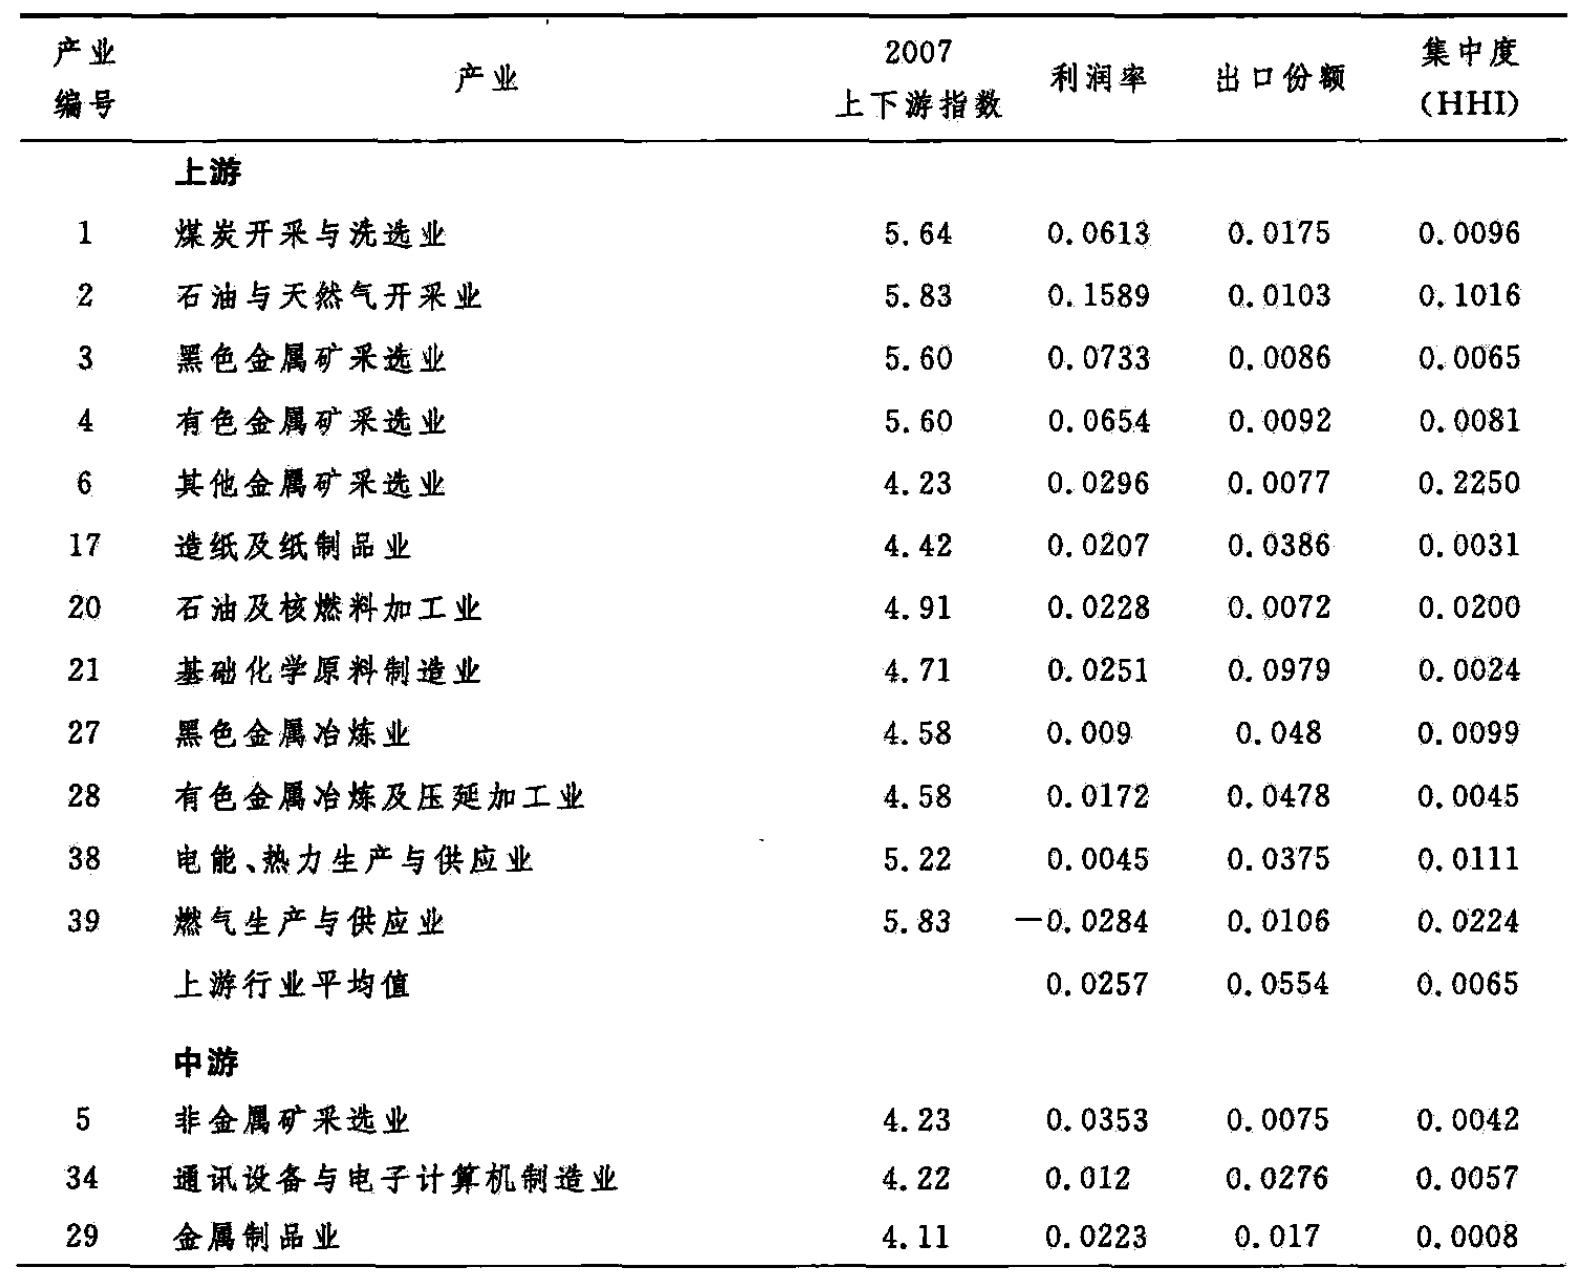 产业编号 产业 2007上下游指数 利润率 出口份额 集中度(HHI)
上游
1 煤炭开采与洗选业 5.64 0.0613 0.0175 0.0096
2 石油与天然气开采业 5.83 0.1589 0.0103 0.1016
3 黑色金属矿采选业 5.60 0.0733 0.0086 0.0065
4 有色金属矿采选业 5.60 0.0654 0.0092 0.0081
6 其他金属矿采选业 4.23 0.0296 0.0077 0.2250
17 造纸及纸制品业 4.42 0.0207 0.0386 0.0031
20 石油及核燃料加工业 4.91 0.0228 0.0072 0.0200
21 基础化学原料制造业 4.71 0.0251 0.0979 0.0024
27 黑色金属冶炼业 4.58 0.009 0.048 0.0099
28 有色金属冶炼及压延加工业 4.58 0.0172 0.0478 0.0045
38 电能、热力生产与供应业 5.22 0.0045 0.0375 0.0111
39 燃气生产与供应业 5.83 —0.0284 0.0106 0.0224
上游行业平均值 0.0257 0.0554 0.0065
中游
5 非金属矿采选业 4.23 0.0353 0.0075 0.0042
34 通讯设备与电子计算机制造业 4.22 0.012 0.0276 0.0057
29 金属制品业 4.11 0.0223 0.017 0.0008